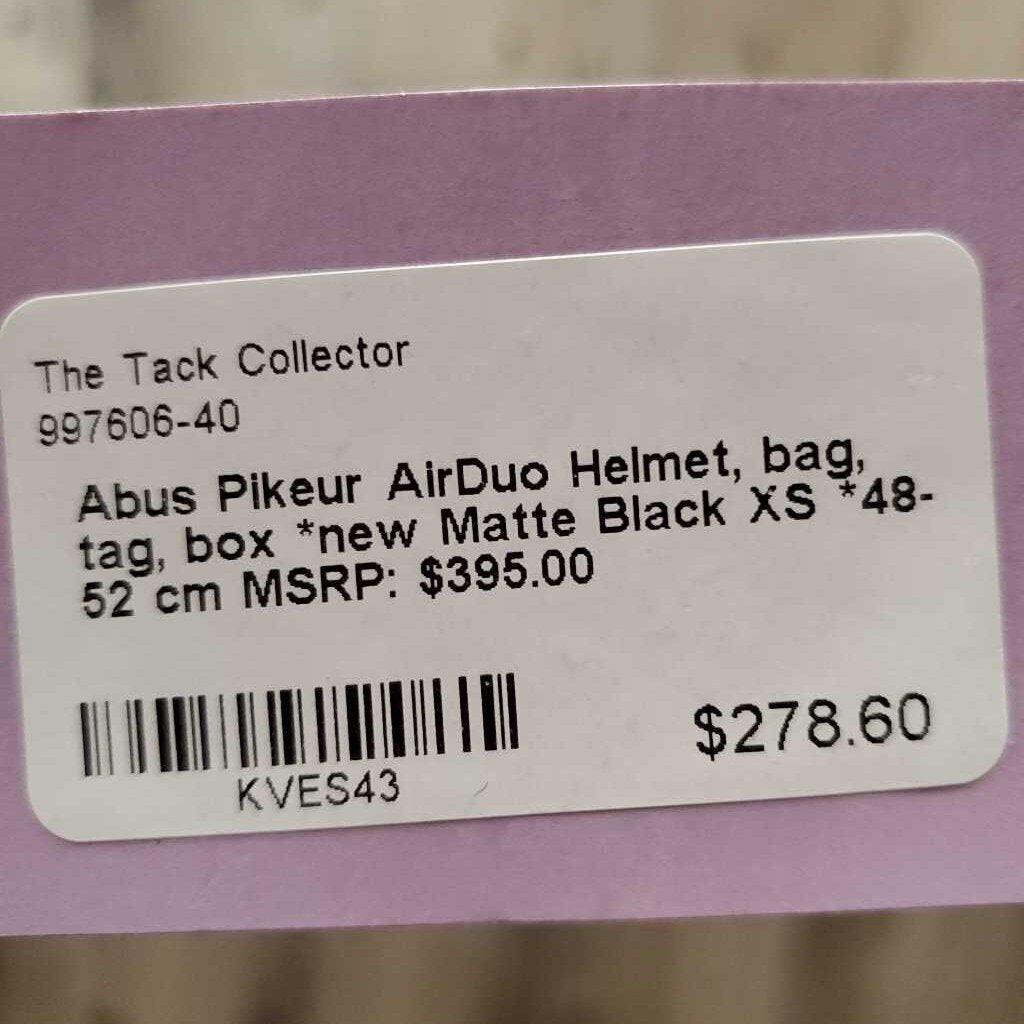 The Tack Collector
997606-40
Abus Pikeur AirDuo Helmet, bag,
tag, box *new Matte Black XS *48-
52 cm MSRP: $395.00
$278.60
KVES43